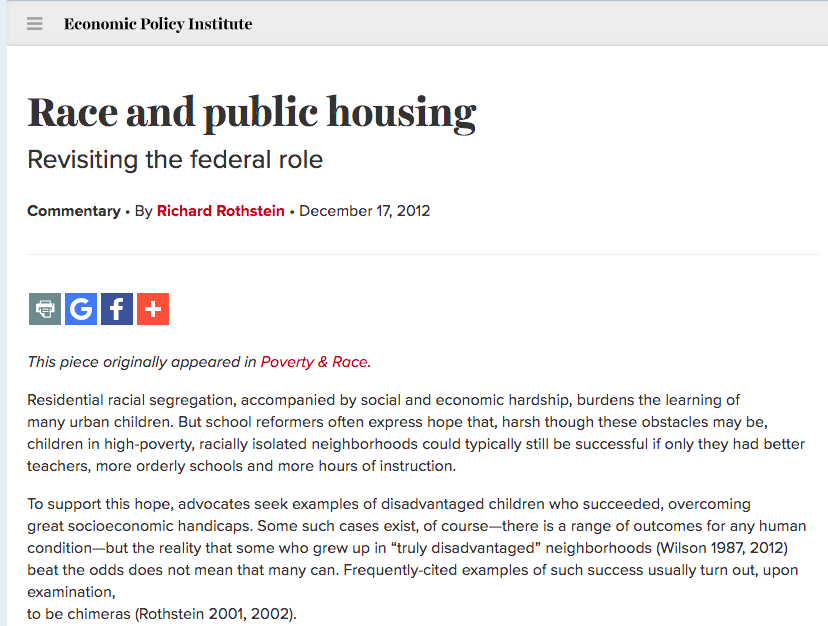 Economic Policy Institute
Race and public housing
Revisiting the federal role
Commentary • By Richard Rothstein • December 17, 2012
G f +
This piece originally appeared in Poverty & Race.
Residential racial segregation, accompanied by social and economic hardship, burdens the learning of
many urban children. But school reformers often express hope that, harsh though these obstacles may be,
children in high-poverty, racially isolated neighborhoods could typically still be successful if only they had better
teachers, more orderly schools and more hours of instruction.
To support this hope, advocates seek examples of disadvantaged children who succeeded, overcoming
great socioeconomic handicaps. Some such cases exist, of course—there is a range of outcomes for any human
condition—but the reality that some who grew up in “truly disadvantaged” neighborhoods (Wilson 1987, 2012)
beat the odds does not mean that many can. Frequently-cited examples of such success usually turn out, upon
examination,
to be chimeras (Rothstein 2001, 2002).